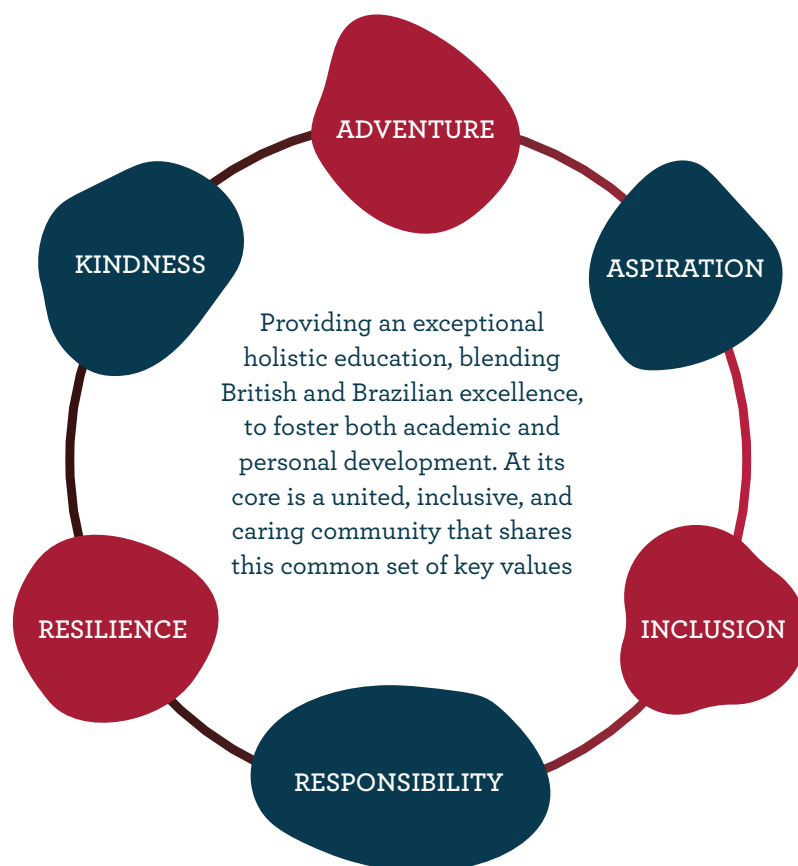 ADVENTURE
KINDNESS
ASPIRATION
Providing an exceptional
holistic education, blending
British and Brazilian excellence,
to foster both academic and
personal development. At its
core is a united, inclusive, and
caring community that shares
this common set of key values
RESILIENCE
INCLUSION
RESPONSIBILITY